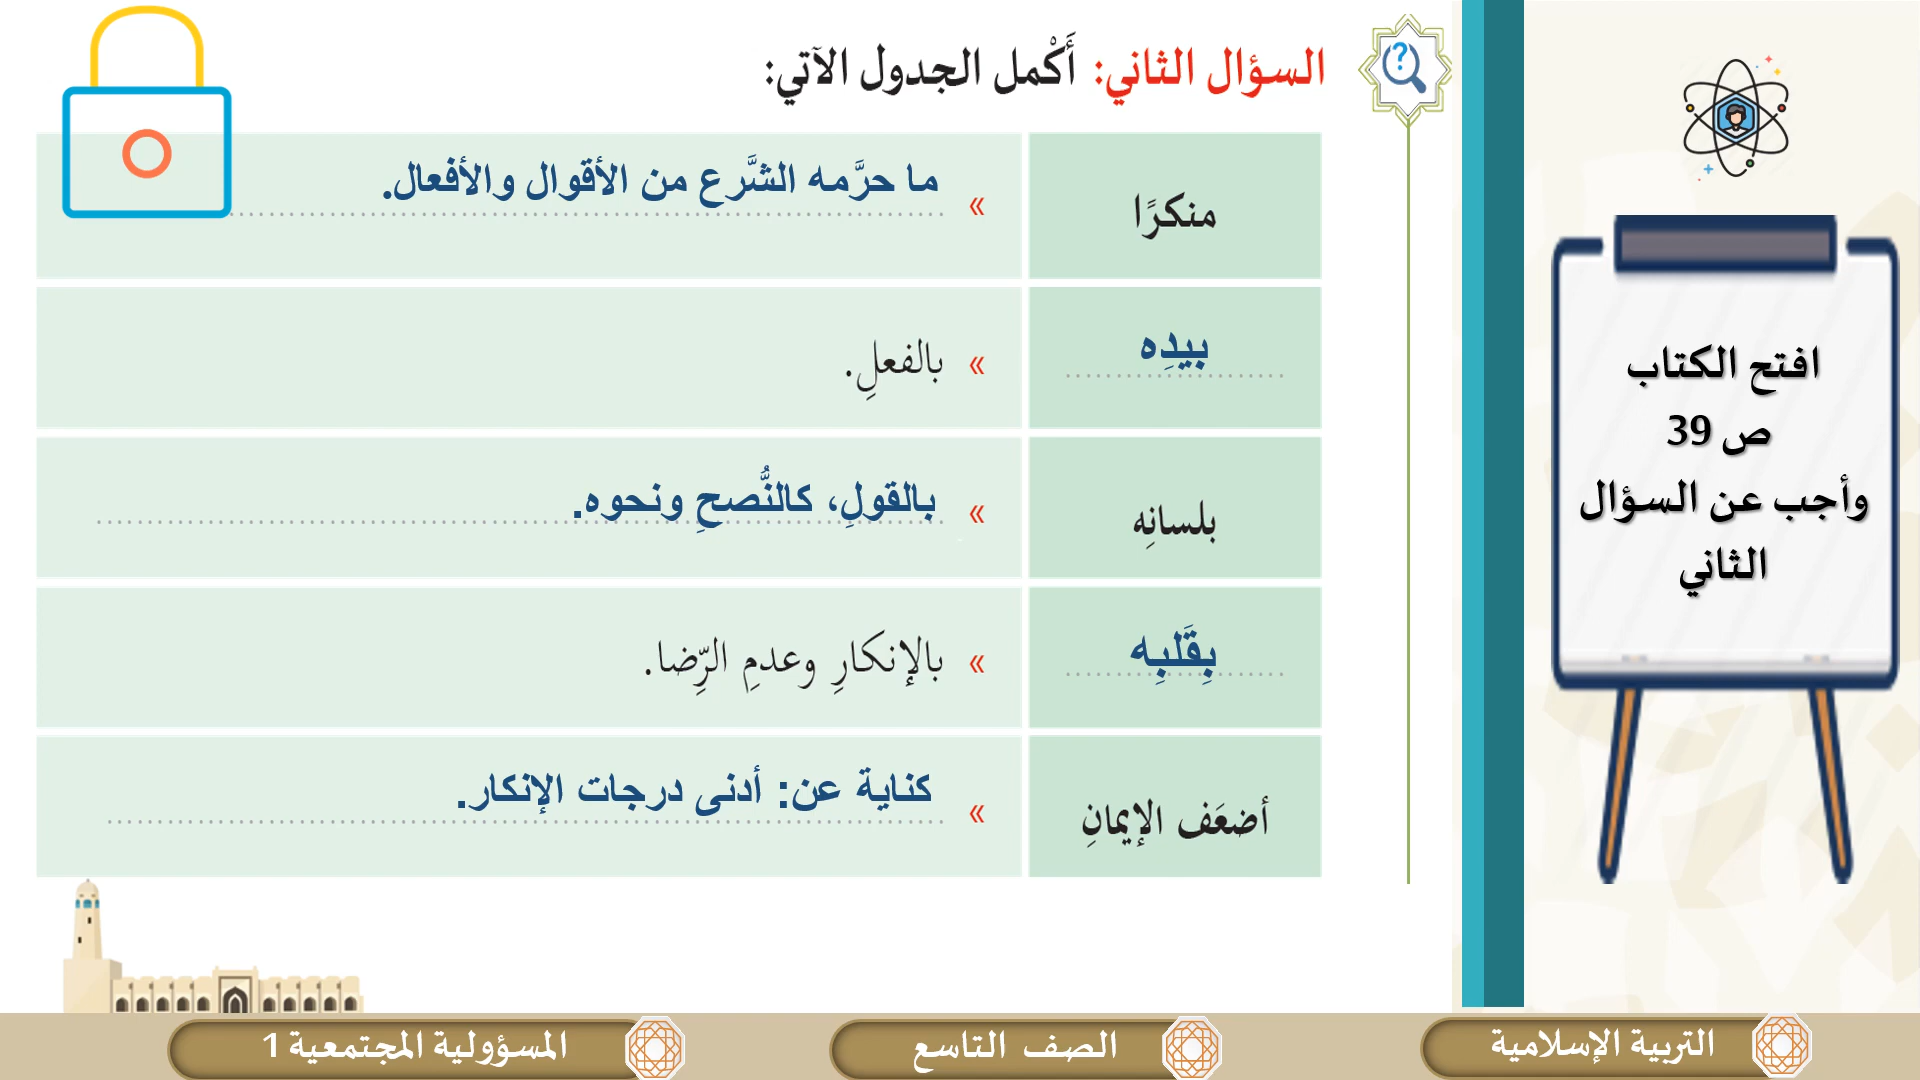 السؤال الثاني: أَكْمل الجدول الآتي:
منكرًا
» ما حرَّمه الشَّرع من الأقوال والأفعال.
بيدِه
» بالفعلِ.
بلسانِه
» بالقولِ، كالنُّصحِ ونحوه.
بِقَلبِه
» بالإنكارِ وعدمِ الرِّضا.
أضعَف الإيمانِ
» كناية عن: أدنى درجات الإنكار.
افتح الكتاب
ص 39
وأجب عن السؤال
الثاني
التربية الإسلامية
الصف التاسع
المسؤولية المجتمعية 1